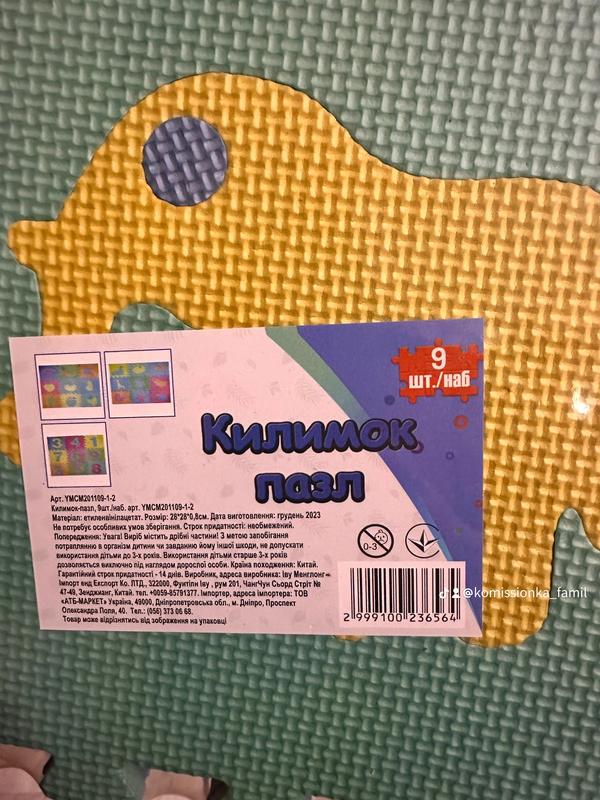 9
шт./наб
Килимок
пазл
Арт. YMCM201109-1-2
Килимок-пазл, 9шт./наб. арт. YMCM201109-1-2
Матеріал: етиленвінілацетат. Розмір: 28*28*0,8см. Дата виготовлення: грудень 2023
Не потребує особливих умов зберігання. Строк придатності: необмежений.
Попередження: Увага! Виріб містить дрібні частини! З метою запобігання
потраплянню в організм дитини чи завданню йому іншої шкоди, не допускати
використання дітьми до 3-х років. Використання дітьми старше 3-х років
дозволяється виключно під наглядом дорослої особи. Країна походження: Китай.
Гарантійний строк придатності - 14 днів. Виробник, адреса виробника: Іву Менглонг
Імпорт енд Експорт Ко. ЛТД., 322000, Фунтіян Іву , рум 201, ЧангЧун Сьорд Стріт №
47-49, Зенджианг, Китай. тел. +0059-85791377. Імпортер, адреса імпортера: ТОВ
«АТБ-МАРКЕТ» Україна, 49000, Дніпропетровська обл., м. Дніпро, Проспект
Олександра Поля, 40. Тел.: (056) 373 06 68.
Товар може відрізнятись від зображення на упаковці
0-3
2 999100 236564
@komissionka_famil
3 4 1